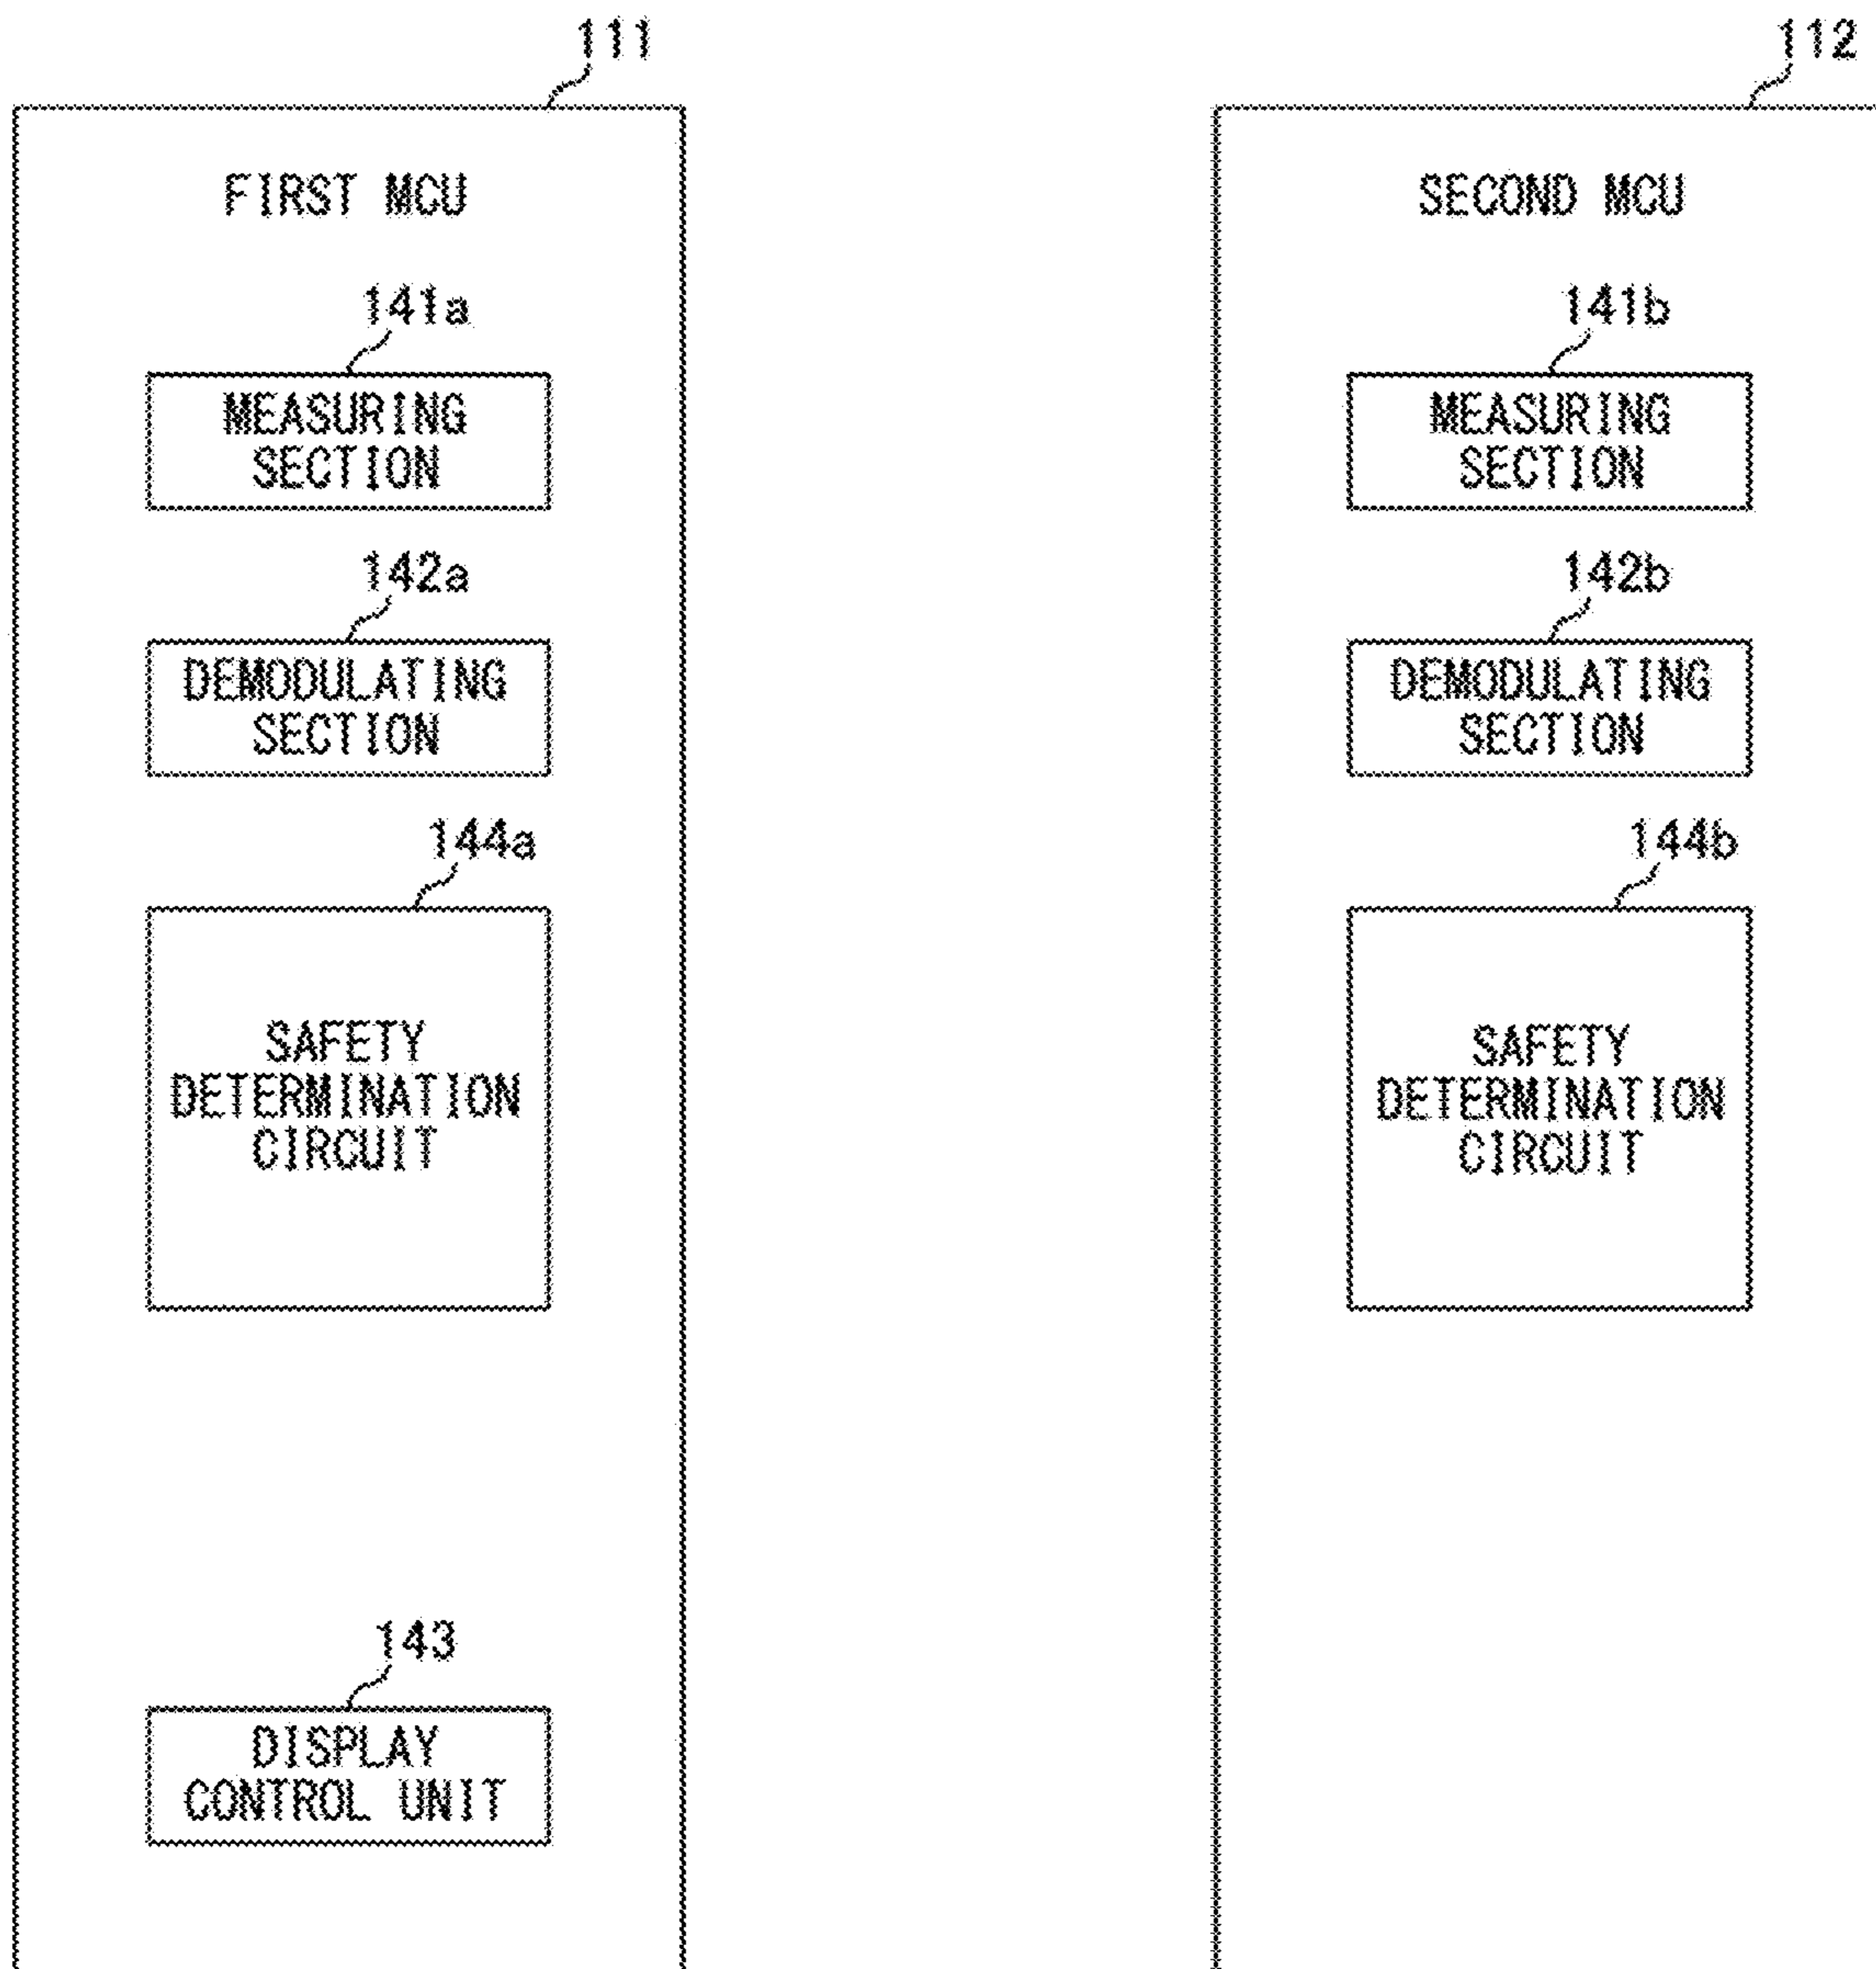 111
FIRST MCU
141a
MEASURING
SECTION
142a
DEMODULATING
SECTION
144a
SAFETY
DETERMINATION
CIRCUIT
143
DISPLAY
CONTROL UNIT
112
SECOND MCU
141b
MEASURING
SECTION
142b
DEMODULATING
SECTION
144b
SAFETY
DETERMINATION
CIRCUIT